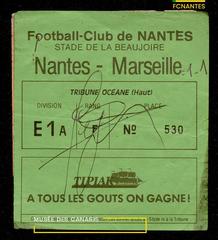 FCNANTES
Football-Club de NANTES
STADE DE LA BEAUJOIRE
Nantes - Marseille 1-1
TRIBUNE OCÉANE (Haut)
DIVISION RANG PLACE
E1A F Nº 530
TIPIAK
A TOUS LES GOUTS ON GAGNE!
MUSÉE DES CANARIS